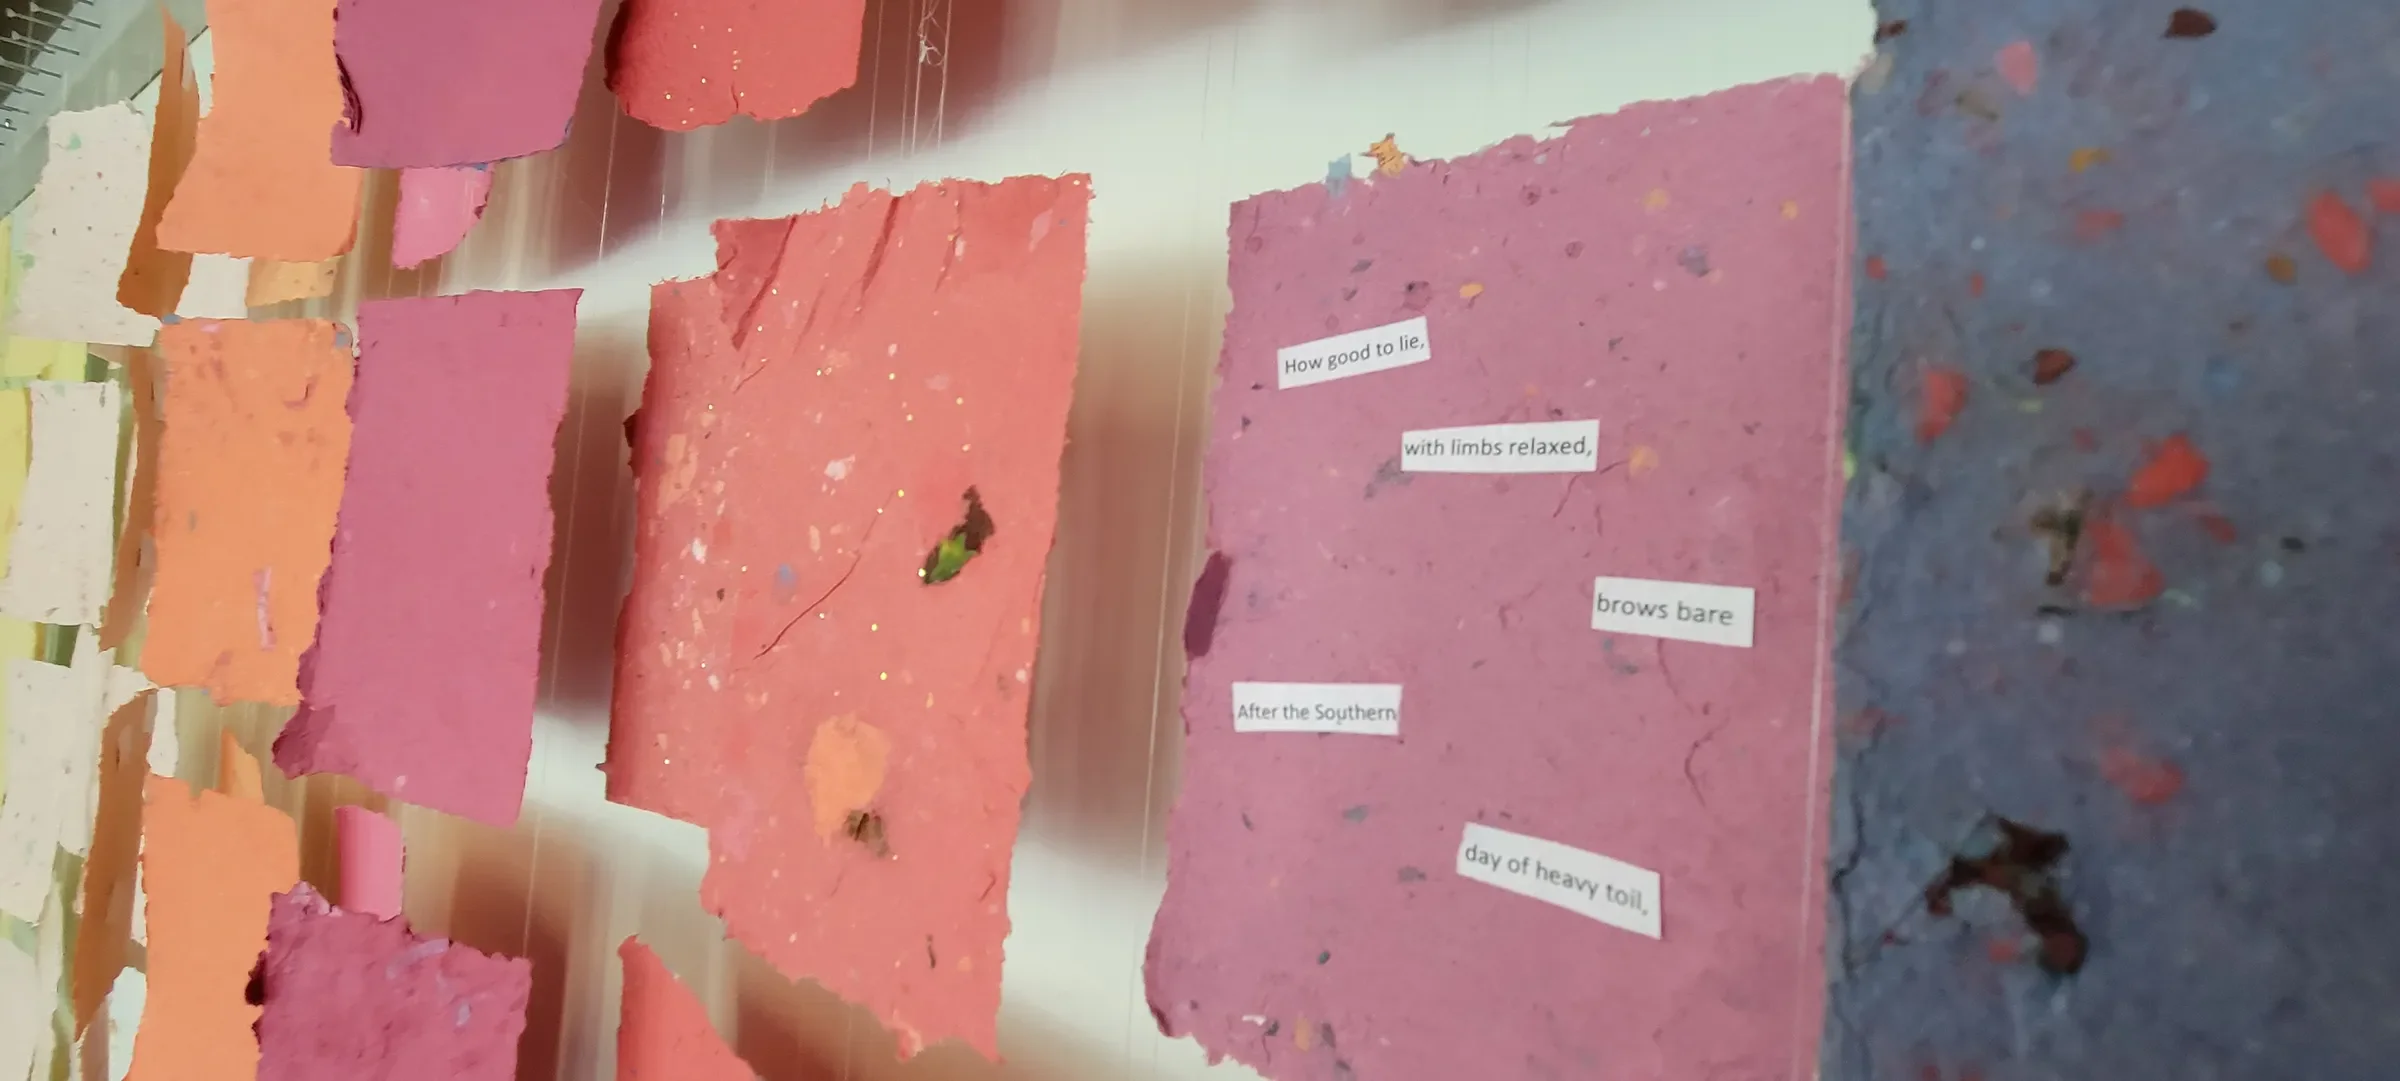 How good to lie,
with limbs relaxed,
brows bare
After the Southern
day of heavy toil,